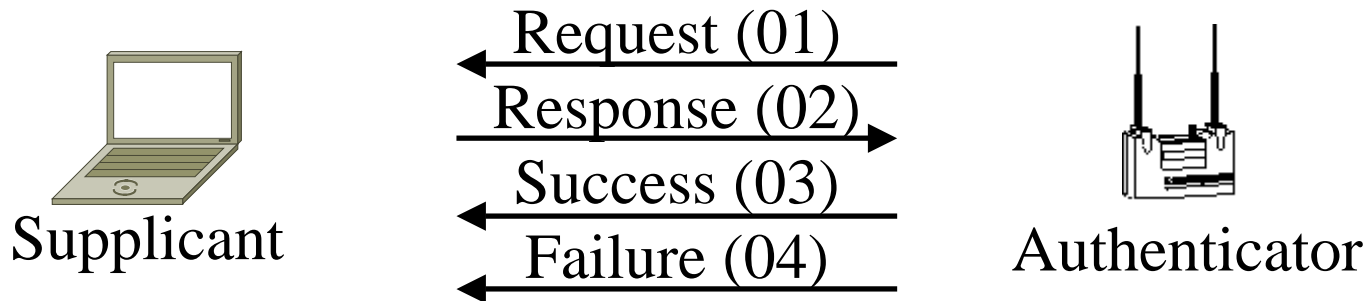 Request (01)
Response (02)
Success (03)
Failure (04)
Supplicant
Authenticator